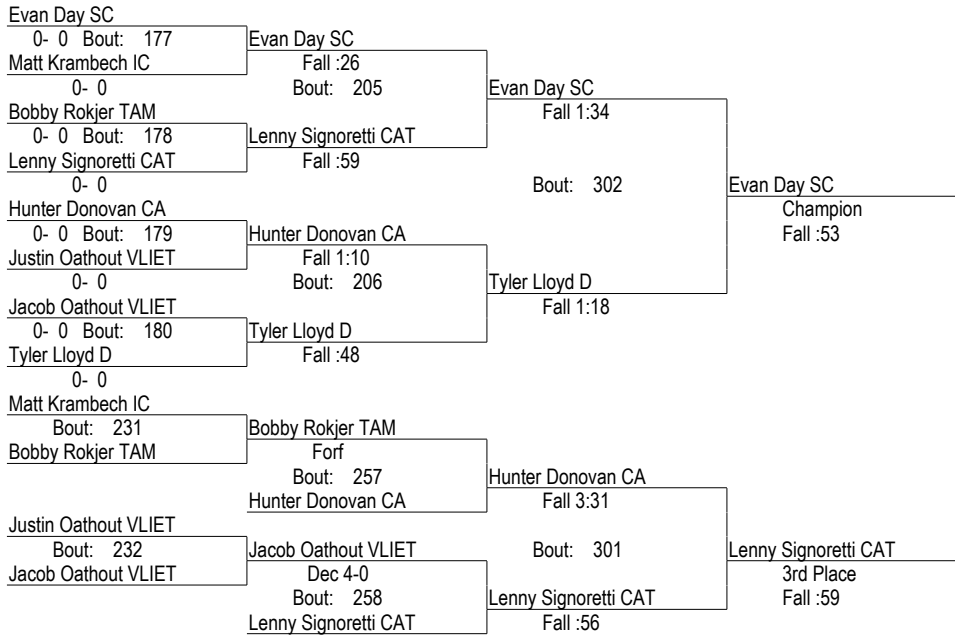 Evan Day SC
0- 0 Bout: 177
Evan Day SC
Matt Krambech IC
Fall :26
0- 0
Bout: 205
Evan Day SC
Bobby Rokjer TAM
Fall 1:34
0- 0 Bout: 178
Lenny Signoretti CAT
Lenny Signoretti CAT
Fall :59
0- 0
Bout: 302
Evan Day SC
Hunter Donovan CA
Champion
0- 0 Bout: 179
Hunter Donovan CA
Fall :53
Justin Oathout VLIET
Fall 1:10
0- 0
Bout: 206
Tyler Lloyd D
Jacob Oathout VLIET
Fall 1:18
0- 0 Bout: 180
Tyler Lloyd D
Tyler Lloyd D
Fall :48
0- 0
Matt Krambech IC
Bout: 231
Bobby Rokjer TAM
Bobby Rokjer TAM
Forf
Bout: 257
Hunter Donovan CA
Hunter Donovan CA
Fall 3:31
Justin Oathout VLIET
Bout: 232
Jacob Oathout VLIET
Bout: 301
Lenny Signoretti CAT
Jacob Oathout VLIET
Dec 4-0
3rd Place
Bout: 258
Lenny Signoretti CAT
Fall :59
Lenny Signoretti CAT
Fall :56